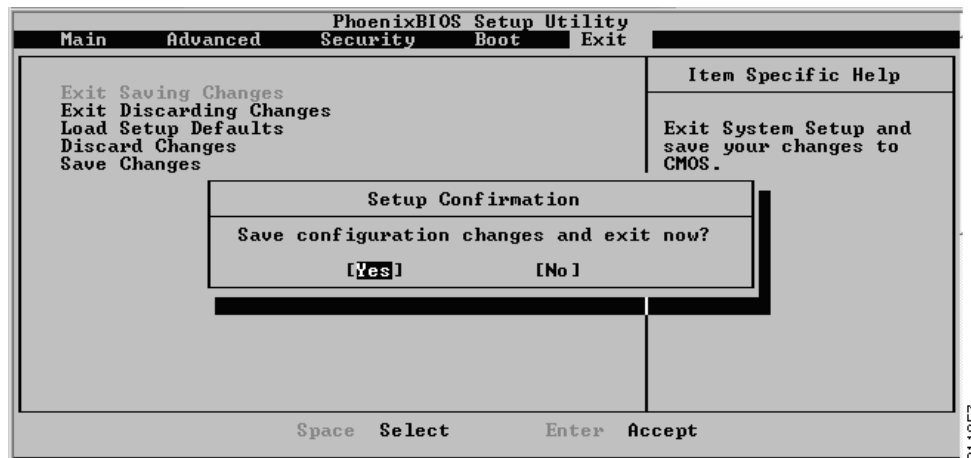 PhoenixBIOS Setup Utility
Main Advanced Security Boot Exit
Item Specific Help
Exit Saving Changes
Exit Discarding Changes
Load Setup Defaults
Discard Changes
Save Changes
Exit System Setup and
save your changes to
CMOS.
Setup Confirmation
Save configuration changes and exit now?
[Yes] [No]
Space Select Enter Accept